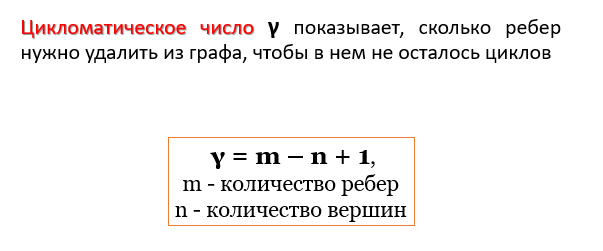 Цикломатическое число γ показывает, сколько ребер
нужно удалить из графа, чтобы в нем не осталось циклов
γ = m – n + 1,
m - количество ребер
n - количество вершин